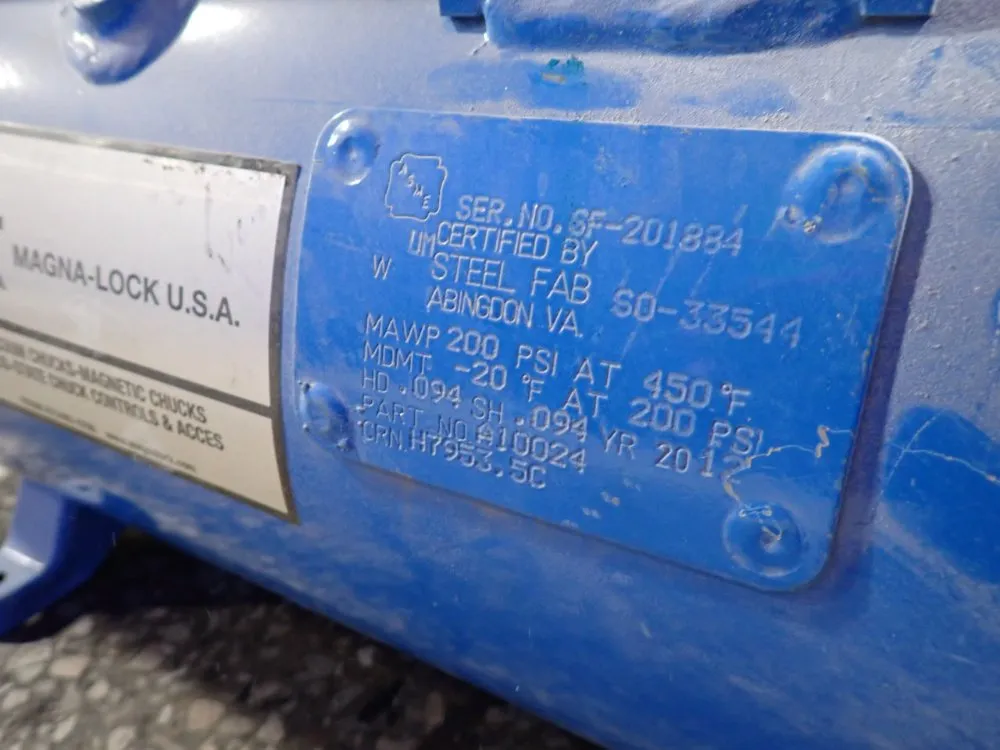 MAGNA-LOCK U.S.A.
CHUCKS-MAGNETIC CHUCKS
-STATE CHUCK CONTROLS & ACCES
ASME
SER.NO. SF-201884
UM CERTIFIED BY
W STEEL FAB SO-33544
ABINGDON VA.
MAWP 200 PSI AT 450 °F.
MDMT. -20 °F AT 200 PSI
HD .094 SH .094 YR 2012
PART NO. A10024
CRN. H7953.5C